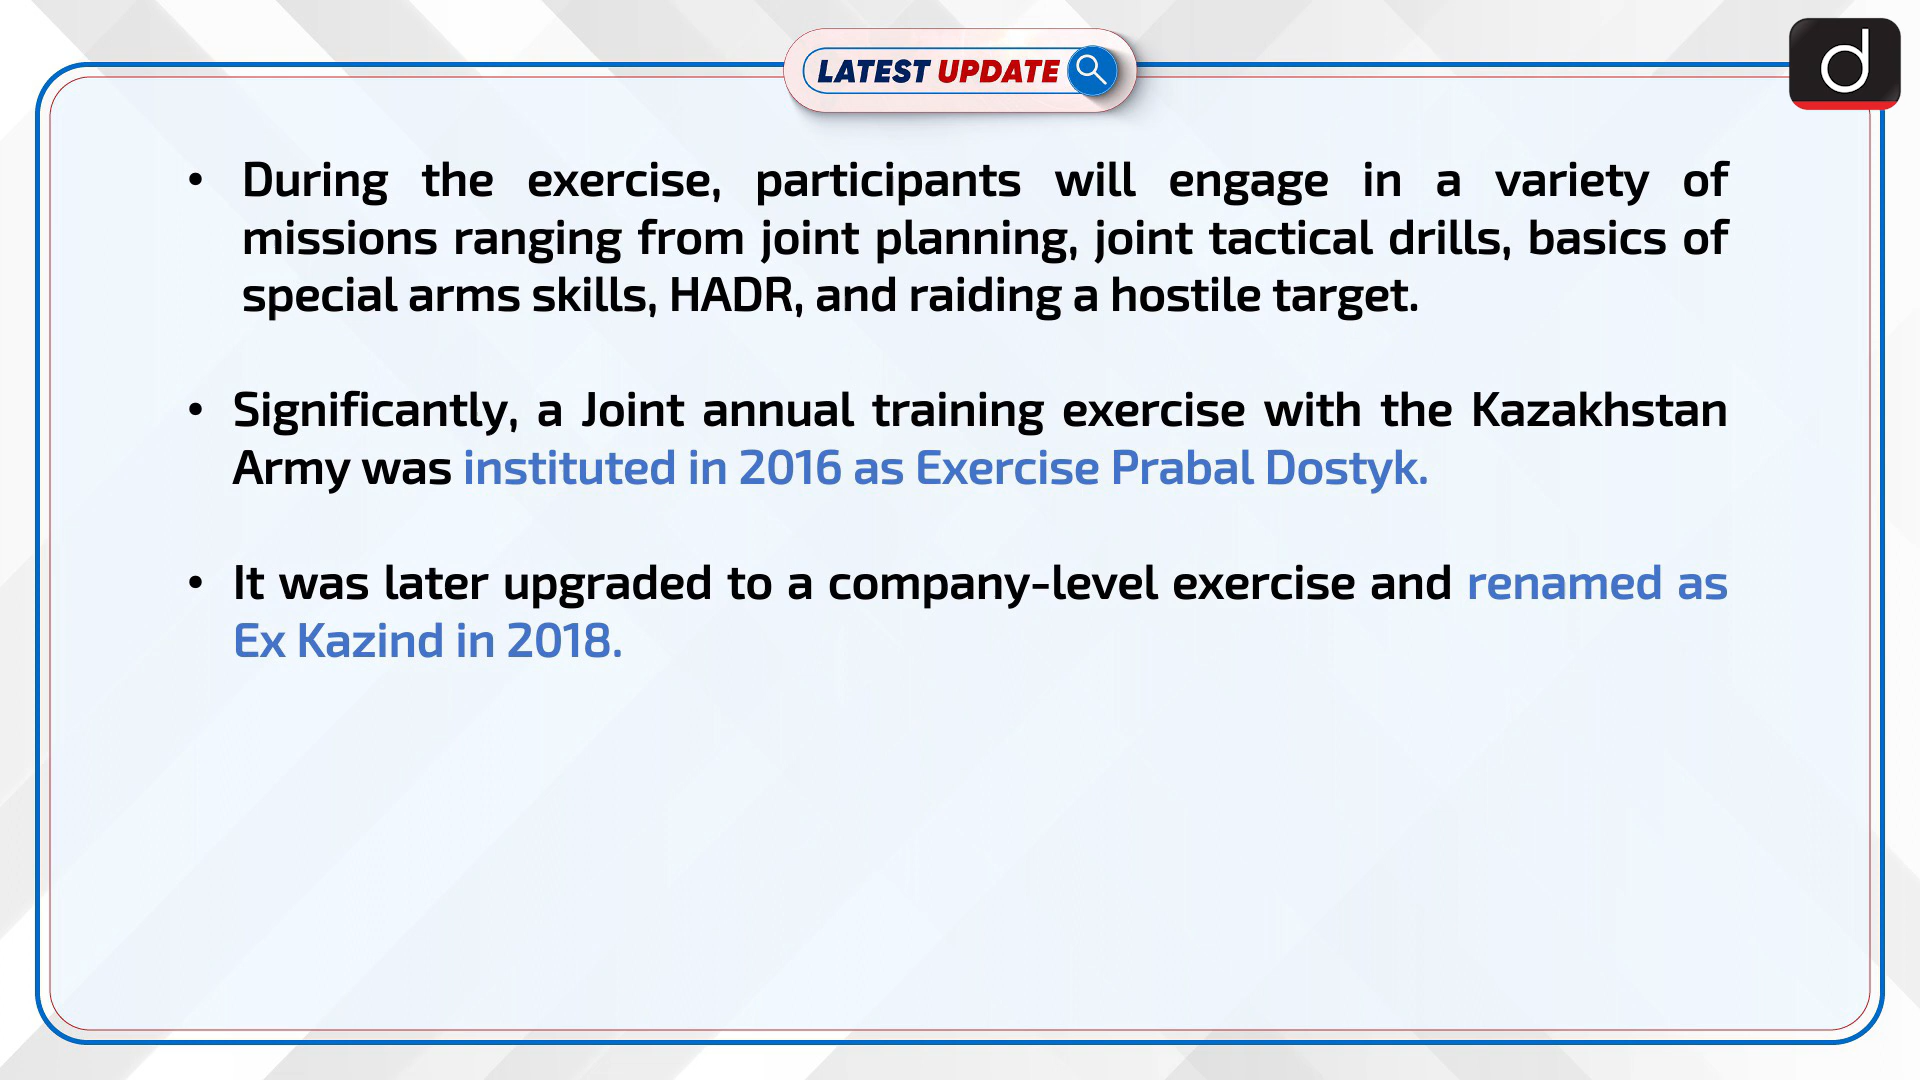 LATEST UPDATE
d
• During the exercise, participants will engage in a variety of
missions ranging from joint planning, joint tactical drills, basics of
special arms skills, HADR, and raiding a hostile target.
• Significantly, a Joint annual training exercise with the Kazakhstan
Army was instituted in 2016 as Exercise Prabal Dostyk.
• It was later upgraded to a company-level exercise and renamed as
Ex Kazind in 2018.